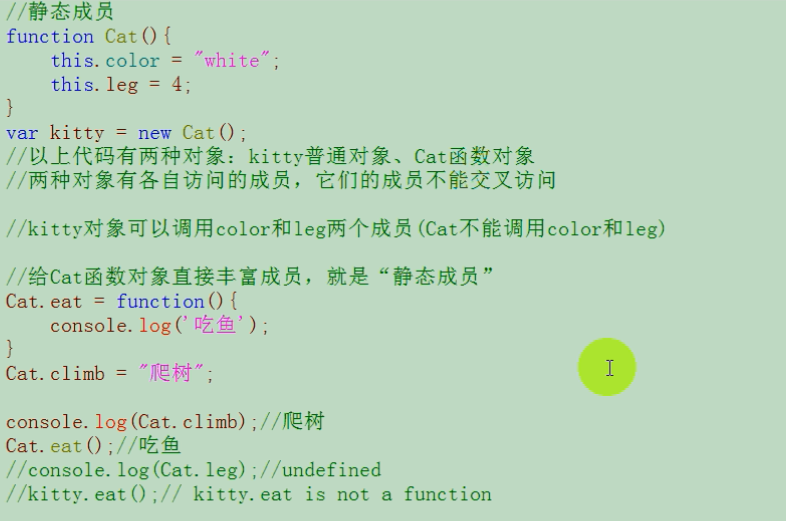 //静态成员
function Cat(){
    this.color = "white";
    this.leg = 4;
}
var kitty = new Cat();
//以上代码有两种对象：kitty普通对象、Cat函数对象
//两种对象有各自访问的成员，它们的成员不能交叉访问
//kitty对象可以调用color和leg两个成员(Cat不能调用color和leg)
//给Cat函数对象直接丰富成员，就是“静态成员”
Cat.eat = function(){
    console.log('吃鱼');
}
Cat.climb = "爬树";
console.log(Cat.climb);//爬树
Cat.eat();//吃鱼
//console.log(Cat.leg);//undefined
//kitty.eat();// kitty.eat is not a function